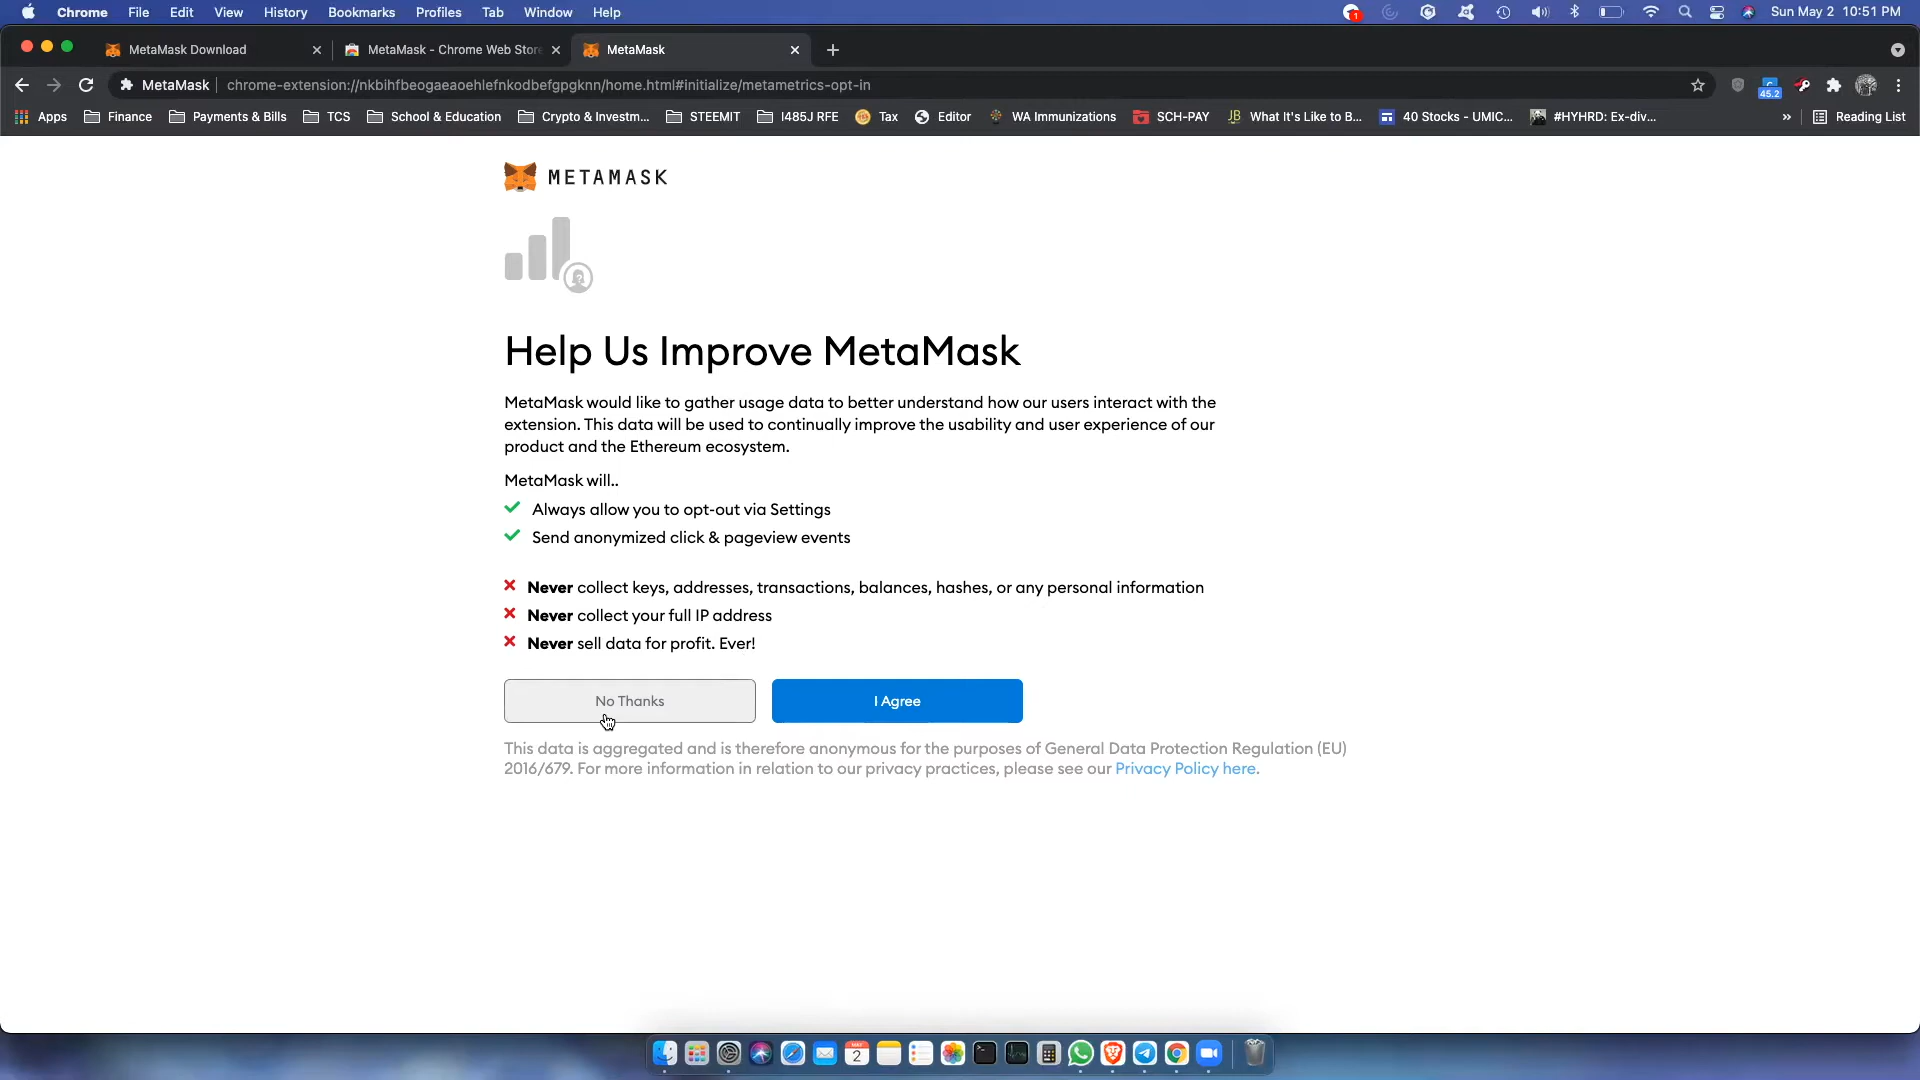 Chrome File Edit View History Bookmarks Profiles Tab Window Help 1 Sun May 2 10:51 PM
MetaMask Download MetaMask - Chrome Web Store MetaMask
MetaMask chrome-extension://nkbihfbeogaeaoehlefnkodbefgpgknn/home.html#initialize/metametrics-opt-in 45.2
Apps Finance Payments & Bills TCS School & Education Crypto & Investm... STEEMIT I485J RFE Tax Editor WA Immunizations SCH-PAY JB What It's Like to B... 40 Stocks - UMIC... #HYHRD: Ex-div... » Reading List
METAMASK
Help Us Improve MetaMask
MetaMask would like to gather usage data to better understand how our users interact with the
extension. This data will be used to continually improve the usability and user experience of our
product and the Ethereum ecosystem.
MetaMask will..
Always allow you to opt-out via Settings
Send anonymized click & pageview events
Never collect keys, addresses, transactions, balances, hashes, or any personal information
Never collect your full IP address
Never sell data for profit. Ever!
No Thanks I Agree
This data is aggregated and is therefore anonymous for the purposes of General Data Protection Regulation (EU)
2016/679. For more information in relation to our privacy practices, please see our Privacy Policy here.
2